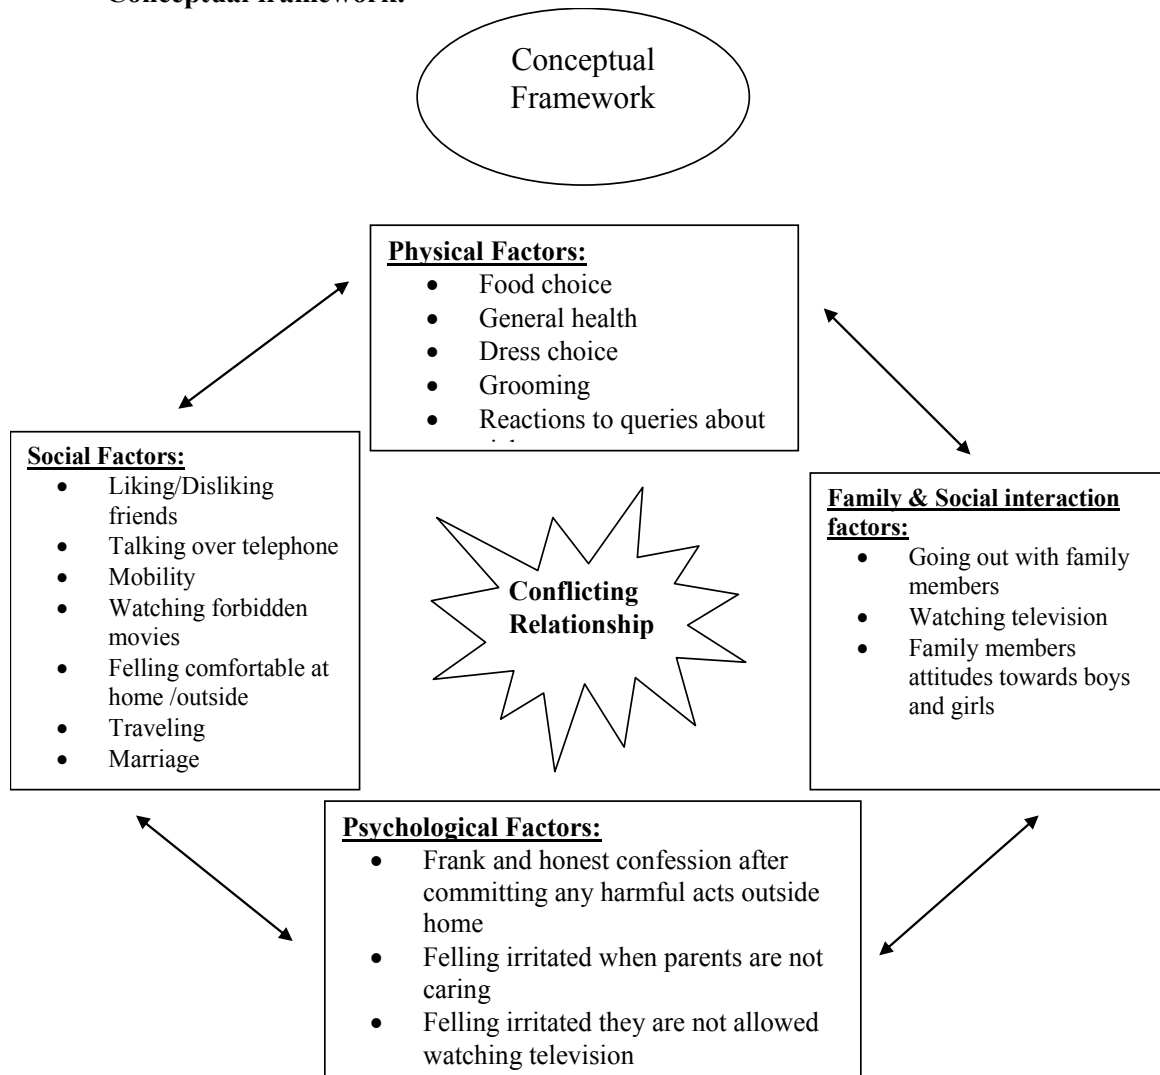 Conceptual framework:
Conceptual
Framework
Physical Factors:
• Food choice
• General health
• Dress choice
• Grooming
• Reactions to queries about
Social Factors:
• Liking/Disliking
friends
• Talking over telephone
• Mobility
• Watching forbidden
movies
• Felling comfortable at
home /outside
• Traveling
• Marriage
Conflicting
Relationship
Family & Social interaction
factors:
• Going out with family
members
• Watching television
• Family members
attitudes towards boys
and girls
Psychological Factors:
• Frank and honest confession after
committing any harmful acts outside
home
• Felling irritated when parents are not
caring
• Felling irritated they are not allowed
watching television